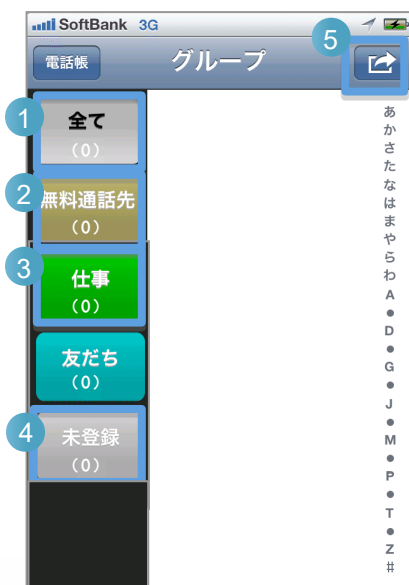 SoftBank 3G
5
電話帳
グループ
1
全て
(0)
2
無料通話先
(0)
3
仕事
(0)
友だち
(0)
4
未登録
(0)
あ
か
さ
た
な
は
ま
や
ら
わ
A
●
D
●
G
●
J
●
M
●
P
●
T
●
Z
#